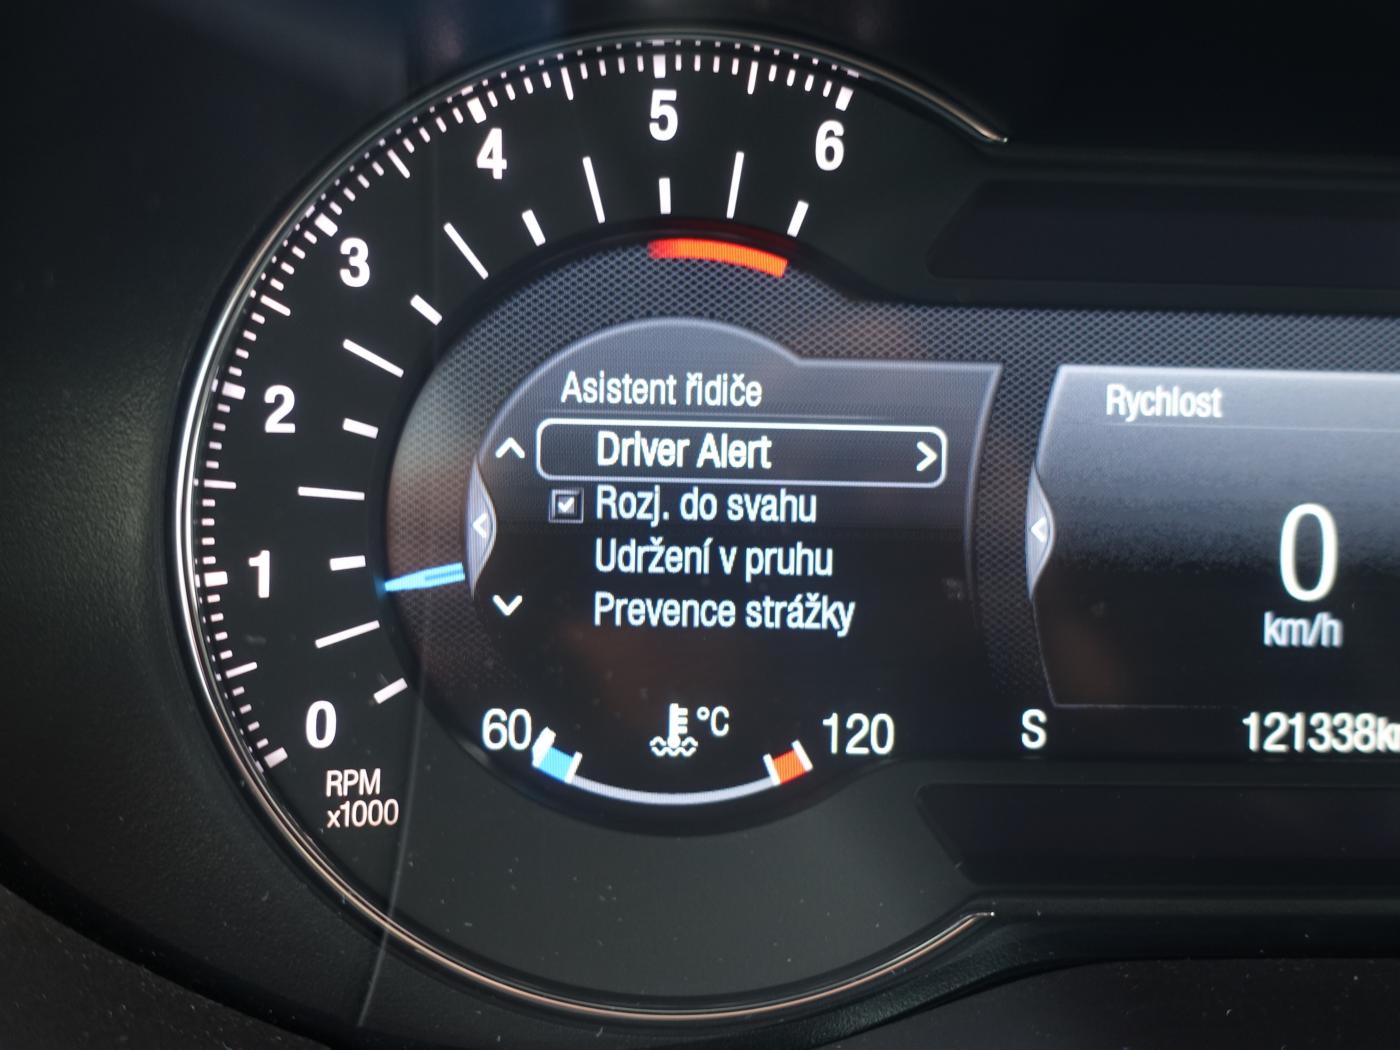 0
1
2
3
4
5
6
RPM
x1000
Asistent řidiče
Driver Alert
Rozj. do svahu
Udržení v pruhu
Prevence strážky
60
°C
120
Rychlost
0
km/h
S
121338km